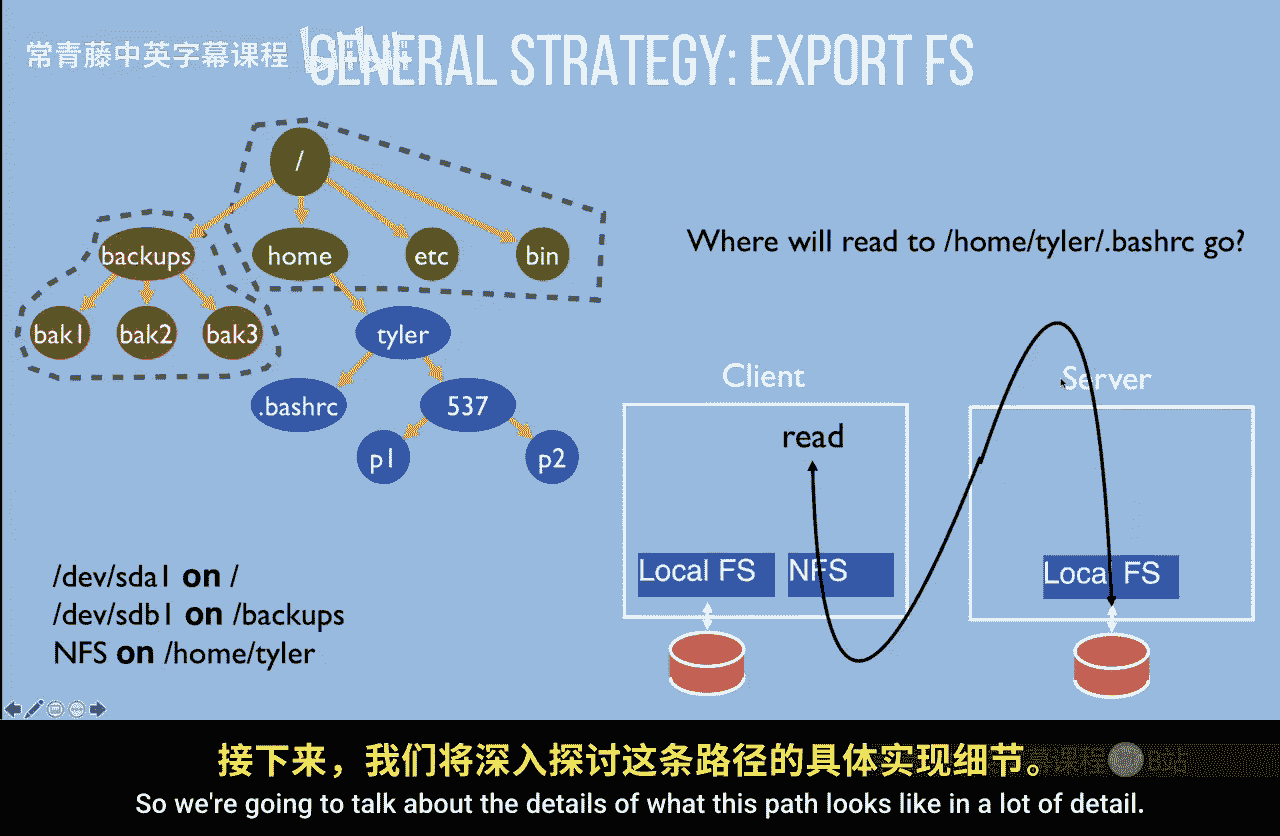 常青藤中英字幕课程
GENERAL STRATEGY: EXPORT FS
/
backups
home
etc
bin
bak1
bak2
bak3
tyler
.bashrc
537
p1
p2
Where will read to /home/tyler/.bashrc go?
Client
Server
read
Local FS
NFS
Local FS
/dev/sda1 on /
/dev/sdb1 on /backups
NFS on /home/tyler
接下来，我们将深入探讨这条路径的具体实现细节。
So we're going to talk about the details of what this path looks like in a lot of detail.